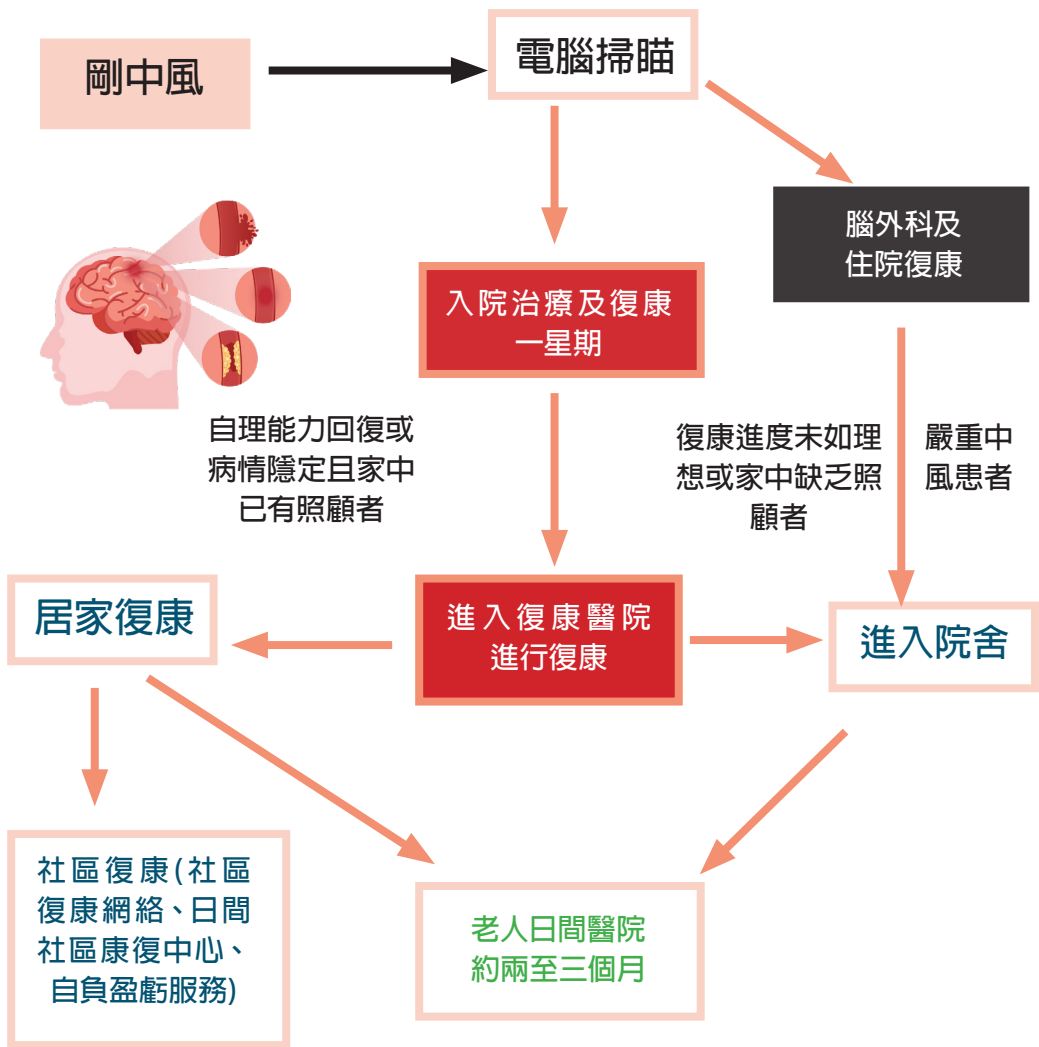 剛中風
電腦掃瞄
腦外科及
住院復康
入院治療及復康
一星期
自理能力回復或
病情隱定且家中
已有照顧者
復康進度未如理
想或家中缺乏照
顧者
嚴重中
風患者
居家復康
進入復康醫院
進行復康
進入院舍
社區復康(社區
復康網絡、日間
社區康復中心、
自負盈虧服務)
老人日間醫院
約兩至三個月